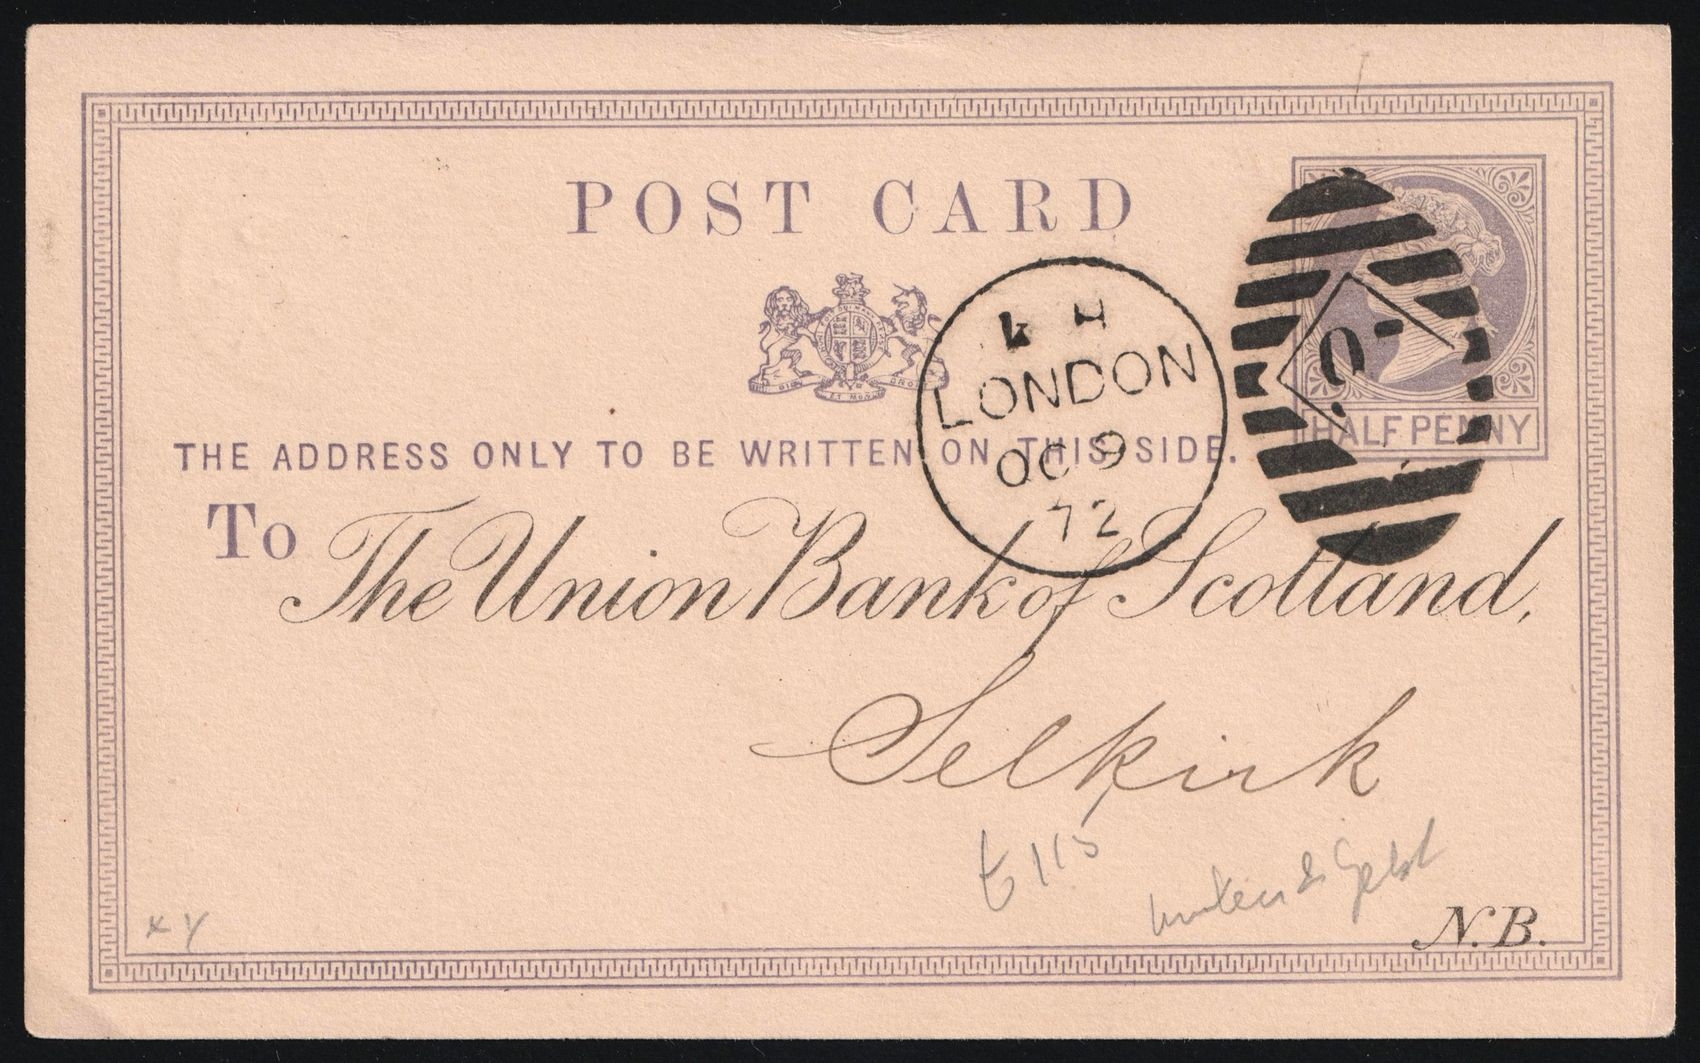 POST CARD
THE ADDRESS ONLY TO BE WRITTEN ON THIS SIDE.
HALF PENNY
LONDON
OC 9
72
To The Union Bank of Scotland,
Selkirk
£115
N.B.
x y